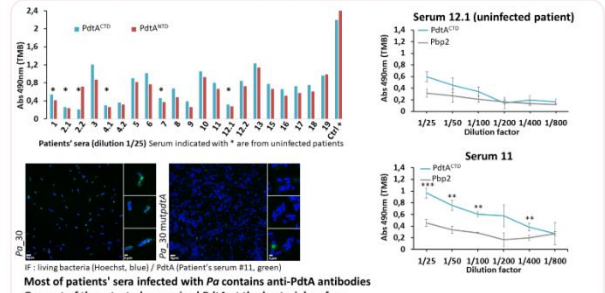 PdtA^CTD PdtA^NTD
Abs 490nm (TMB)
2,4
2
1,6
1,2
0,8
0,4
0
* * * * * *
1 2.1 2.2 3 4.1 4.2 5 6 7 8 9 10 11 12.1 12.2 13 15 16 17 18 19 Ctrl +
Patients' sera (dilution 1/25) Serum indicated with * are from uninfected patients
Pa_30
Pa_30 mutpdtA
IF : living bacteria (Hoechst, blue) / PdtA (Patient's serum #11, green)
Most of patients' sera infected with Pa contains anti-PdtA antibodies
Serum 12.1 (uninfected patient)
PdtA^CTD
Pbp2
Abs 490nm (TMB)
1,2
1
0,8
0,6
0,4
0,2
0
1/25 1/50 1/100 1/200 1/400 1/800
Dilution factor
Serum 11
PdtA^CTD
Pbp2
Abs 490nm (TMB)
1,2
1
0,8
0,6
0,4
0,2
0
*** ** ** **
1/25 1/50 1/100 1/200 1/400 1/800
Dilution factor